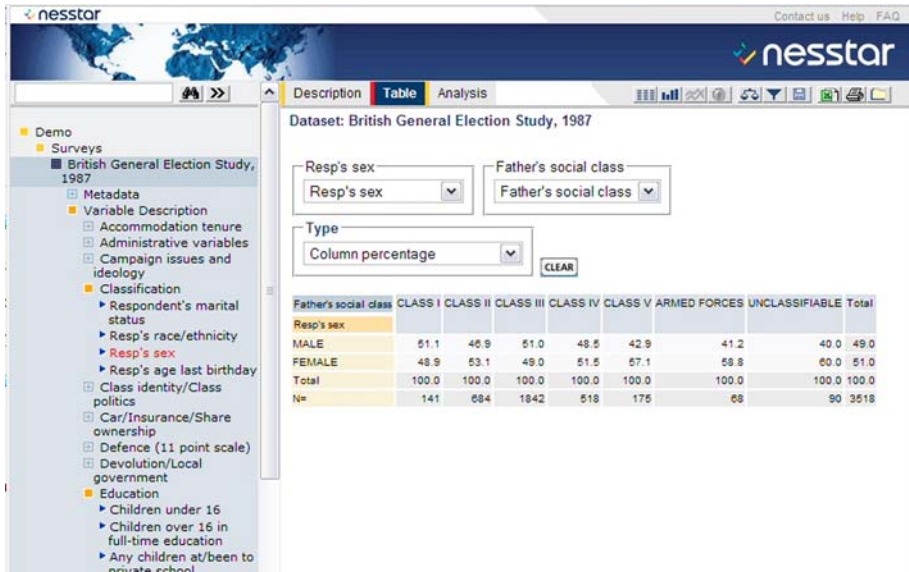 nesstar
Contact us Help FAQ
nesstar
>>
Description Table Analysis
Dataset: British General Election Study, 1987
Demo
Surveys
British General Election Study,
1987
Metadata
Variable Description
Accommodation tenure
Administrative variables
Campaign issues and
ideology
Classification
Respondent's marital
status
Resp's race/ethnicity
Resp's sex
Resp's age last birthday
Class identity/Class
politics
Car/Insurance/Share
ownership
Defence (11 point scale)
Devolution/Local
government
Education
Children under 16
Children over 16 in
full-time education
Any children at/been to
private school
Resp's sex
Resp's sex
Father's social class
Father's social class
Type
Column percentage
CLEAR
Father's social class CLASS I CLASS II CLASS III CLASS IV CLASS V ARMED FORCES UNCLASSIFIABLE Total
Resp's sex
MALE 51.1 46.9 51.0 48.5 42.9 41.2 40.0 49.0
FEMALE 48.9 53.1 49.0 51.5 57.1 58.8 60.0 51.0
Total 100.0 100.0 100.0 100.0 100.0 100.0 100.0 100.0
N= 141 684 1842 518 175 68 90 3518